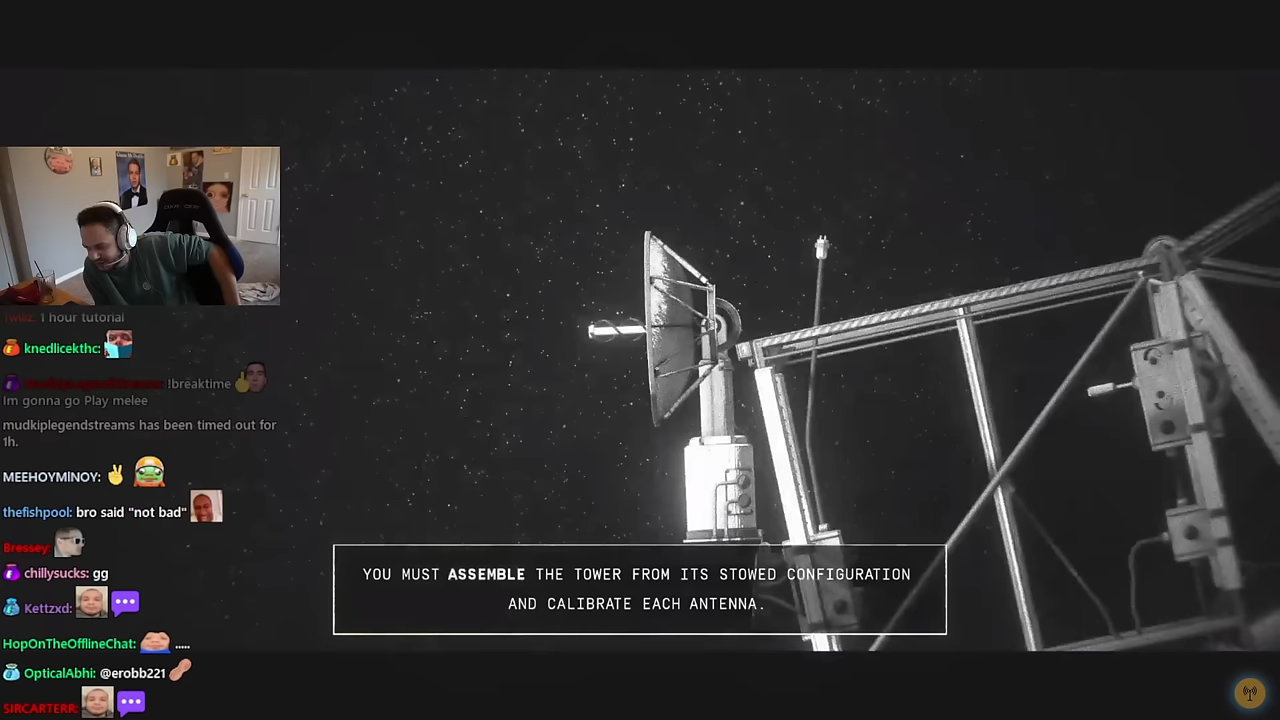 1 hour tutorial
knedlicekthc:
!breaktime
Im gonna go Play melee
mudkiplegendstreams has been timed out for
1h.
MEEHOYMINOY:
thefishpool: bro said "not bad"
Bressey:
chillysucks: gg
Kettzxd:
HopOnTheOfflineChat: .....
OpticalAbhi: @erobb221
SIRCARTERR:
YOU MUST ASSEMBLE THE TOWER FROM ITS STOWED CONFIGURATION
AND CALIBRATE EACH ANTENNA.